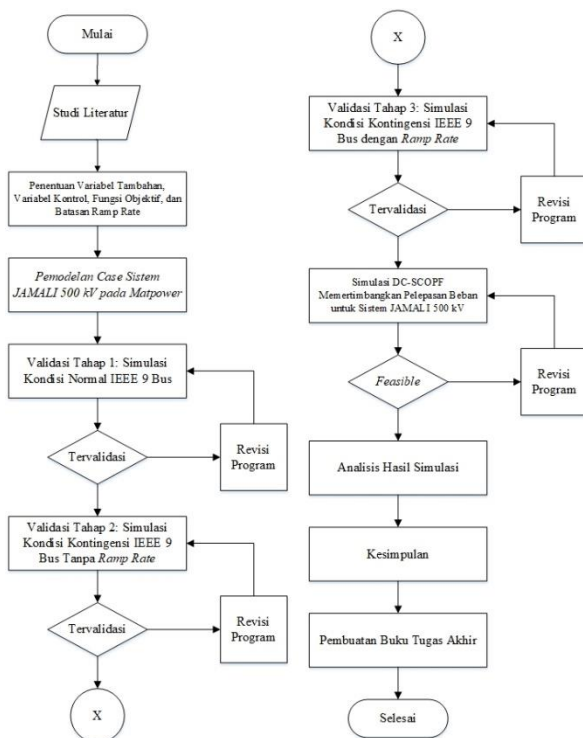 Mulai
Studi Literatur
Penentuan Variabel Tambahan,
Variabel Kontrol, Fungsi Objektif, dan
Batasan Ramp Rate
Pemodelan Case Sistem
JAMALI 500 kV pada Matpower
Validasi Tahap 1: Simulasi
Kondisi Normal IEEE 9 Bus
Tervalidasi
Revisi
Program
Validasi Tahap 2: Simulasi
Kondisi Kontingensi IEEE 9
Bus Tanpa Ramp Rate
Tervalidasi
Revisi
Program
X
X
Validasi Tahap 3: Simulasi
Kondisi Kontingensi IEEE 9
Bus dengan Ramp Rate
Tervalidasi
Revisi
Program
Simulasi DC-SCOPF
Memertimbangkan Pelepasan Beban
untuk Sistem JAMALI 500 kV
Feasible
Revisi
Program
Analisis Hasil Simulasi
Kesimpulan
Pembuatan Buku Tugas Akhir
Selesai